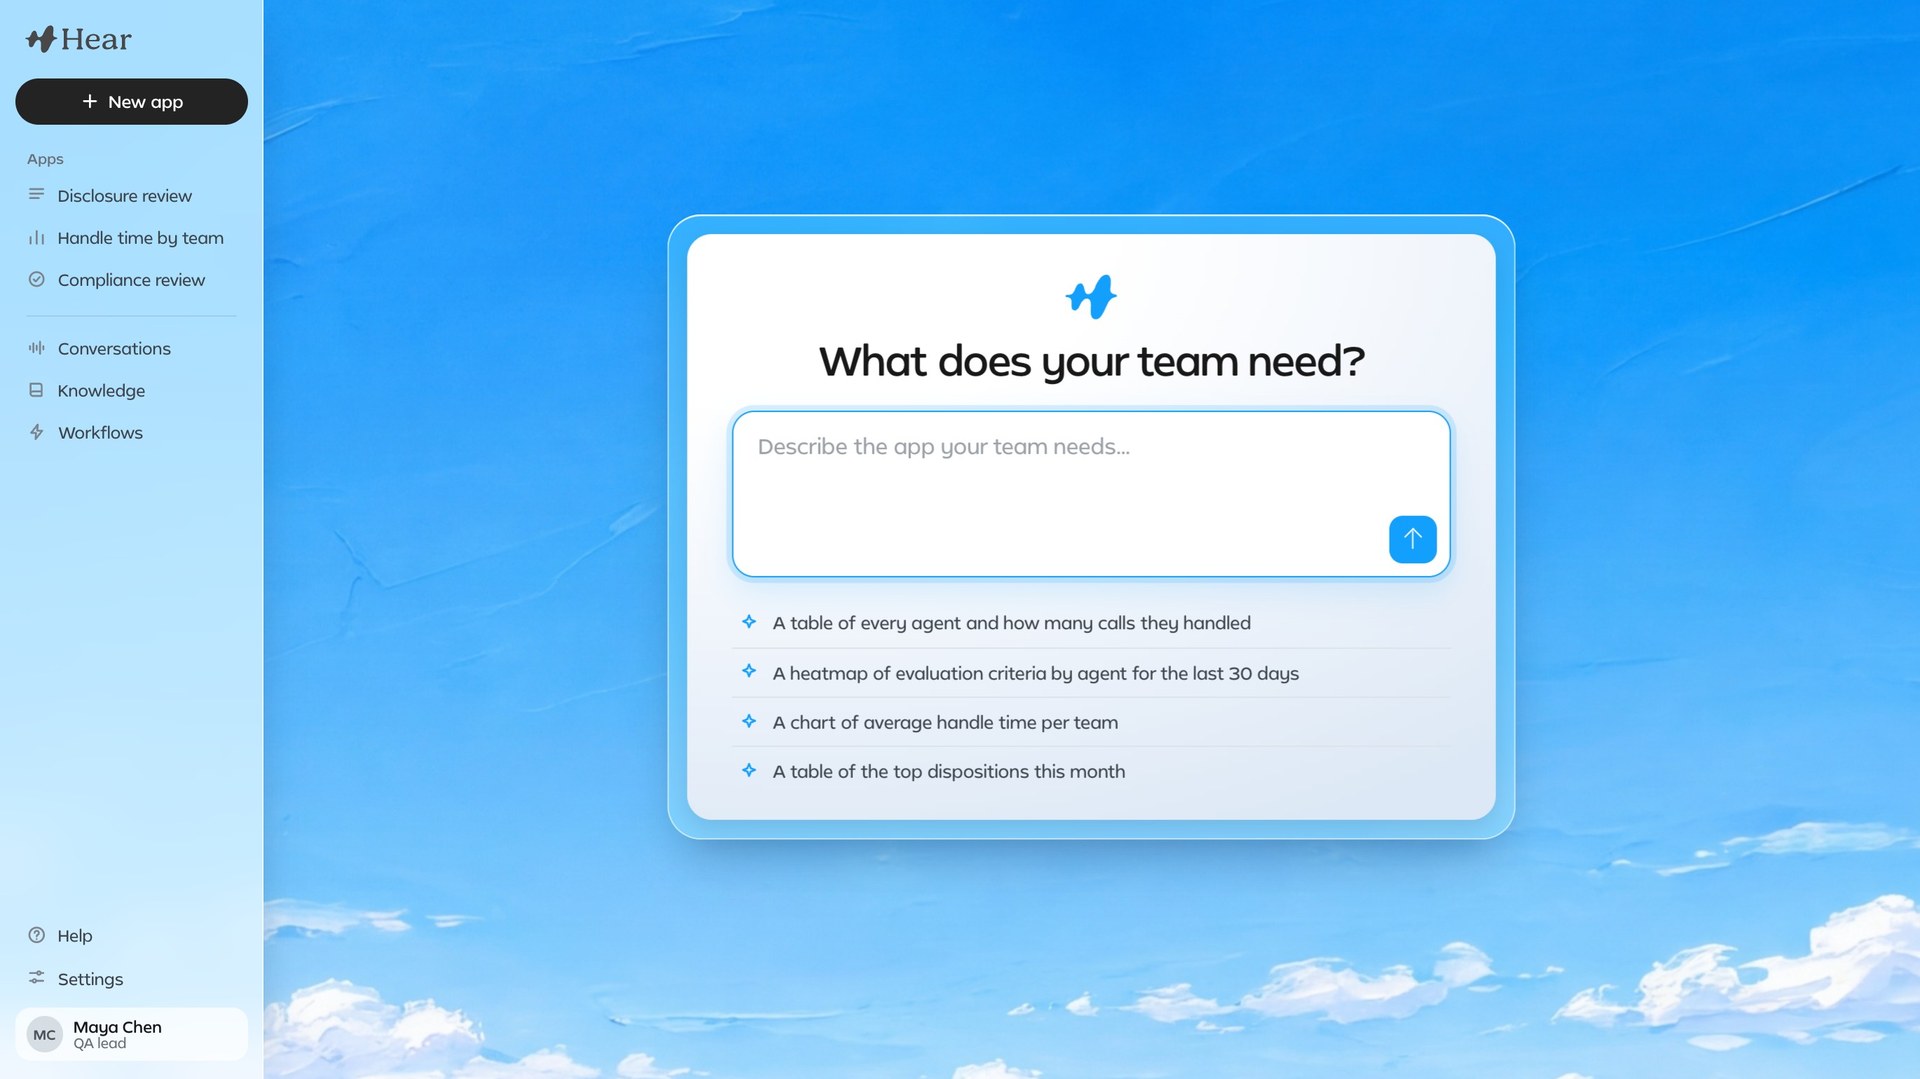 Hear
New app
Apps
Disclosure review
Handle time by team
Compliance review
Conversations
Knowledge
Workflows
Help
Settings
MC
Maya Chen
QA lead
What does your team need?
Describe the app your team needs...
A table of every agent and how many calls they handled
A heatmap of evaluation criteria by agent for the last 30 days
A chart of average handle time per team
A table of the top dispositions this month